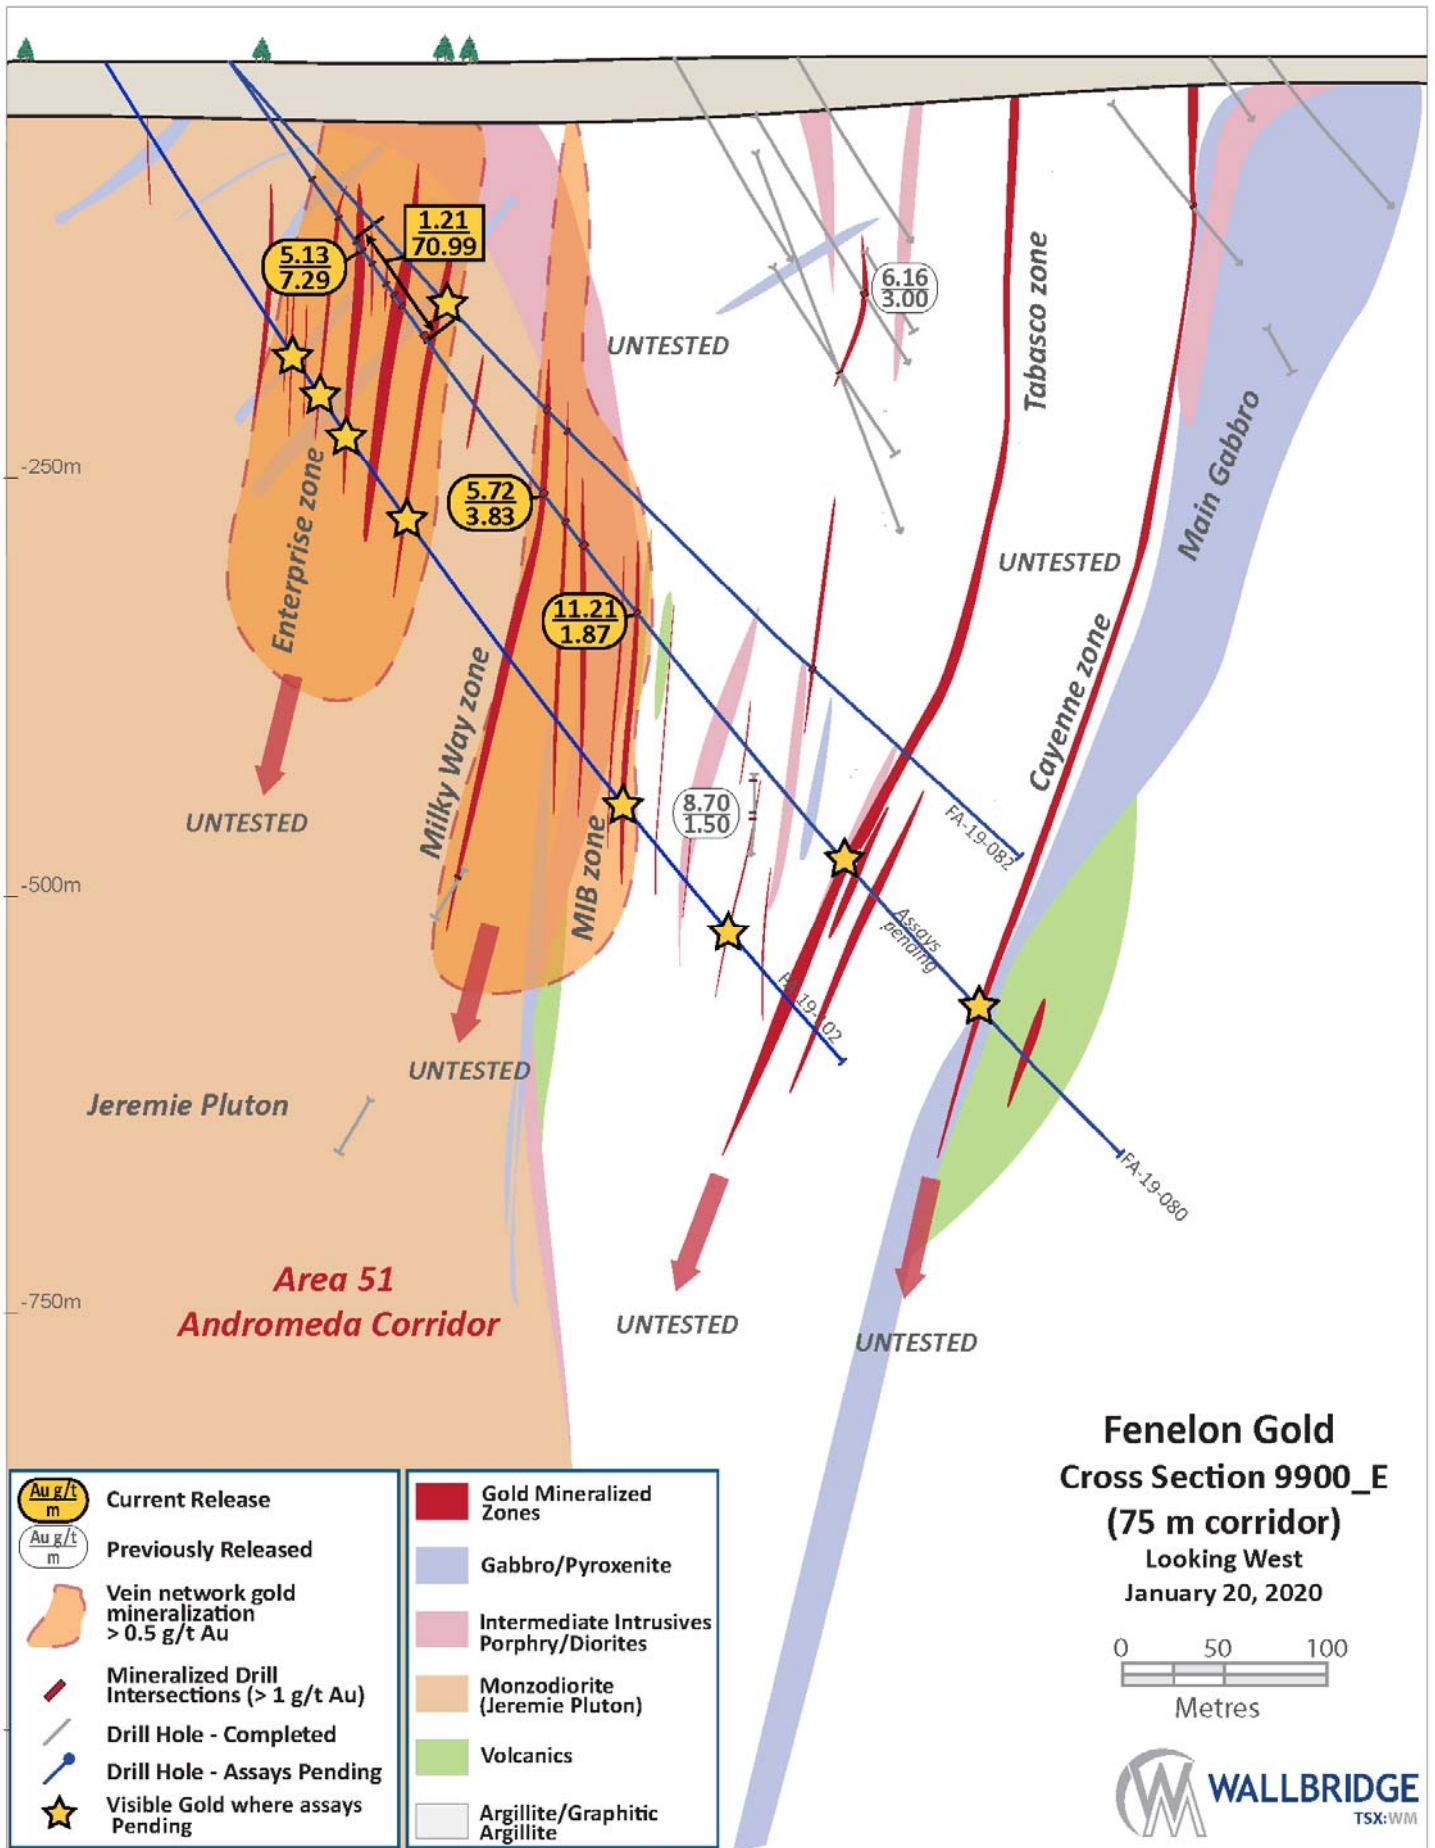 1.21
70.99
5.13
7.29
6.16
3.00
UNTESTED
Tabasco zone
-250m
Enterprise zone
5.72
3.83
UNTESTED
Main Gabbro
11.21
1.87
Milky Way zone
Cayenne zone
UNTESTED
8.70
1.50
FA-19-082
-500m
MIB zone
Assays
pending
FA-19-102
UNTESTED
Jeremie Pluton
FA-19-080
Area 51
Andromeda Corridor
-750m
UNTESTED
UNTESTED
Fenelon Gold
Cross Section 9900_E
(75 m corridor)
Looking West
January 20, 2020
0 50 100
Metres
Au g/t
m
Current Release
Au g/t
m
Previously Released
Vein network gold
mineralization
> 0.5 g/t Au
Mineralized Drill
Intersections (> 1 g/t Au)
Drill Hole - Completed
Drill Hole - Assays Pending
Visible Gold where assays
Pending
Gold Mineralized
Zones
Gabbro/Pyroxenite
Intermediate Intrusives
Porphry/Diorites
Monzodiorite
(Jeremie Pluton)
Volcanics
Argillite/Graphitic
Argillite
WALLBRIDGE
TSX:WM